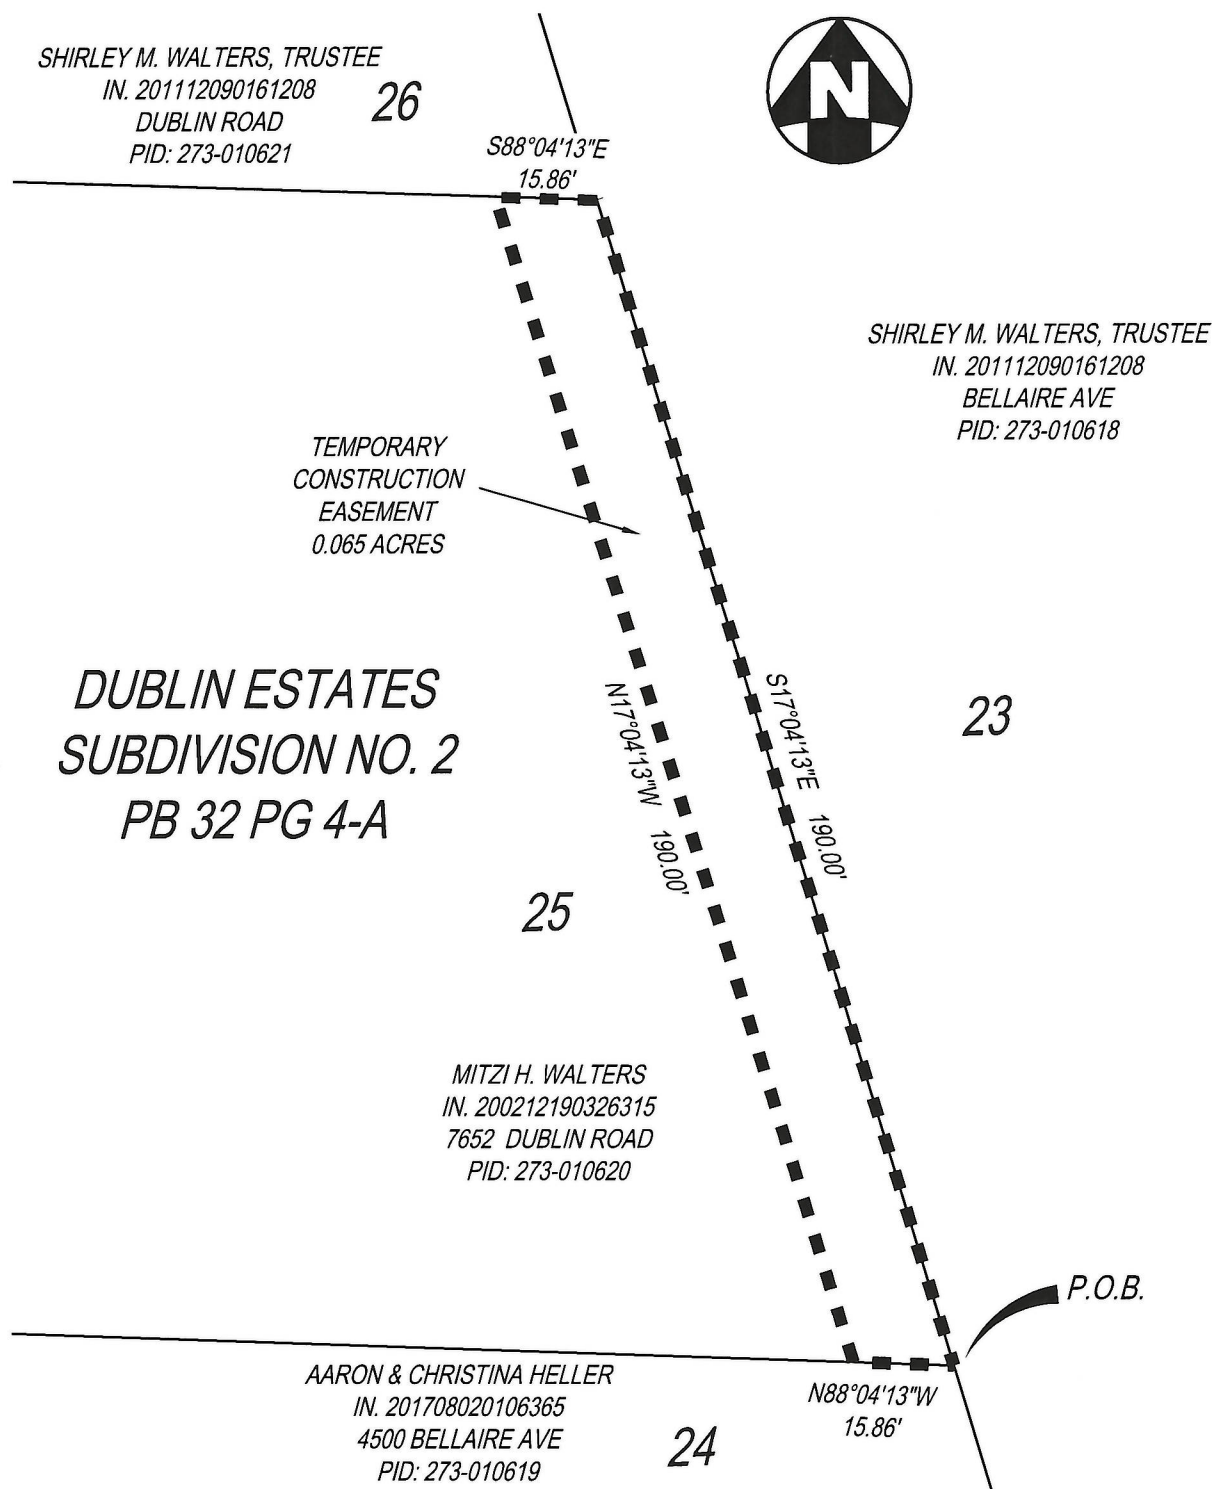 SHIRLEY M. WALTERS, TRUSTEE
IN. 201112090161208
DUBLIN ROAD
PID: 273-010621
26
N
S88°04'13"E
15.86'
SHIRLEY M. WALTERS, TRUSTEE
IN. 201112090161208
BELLAIRE AVE
PID: 273-010618
TEMPORARY
CONSTRUCTION
EASEMENT
0.065 ACRES
DUBLIN ESTATES
SUBDIVISION NO. 2
PB 32 PG 4-A
N17°04'13"W 190.00'
S17°04'13"E 190.00'
23
25
MITZI H. WALTERS
IN. 200212190326315
7652 DUBLIN ROAD
PID: 273-010620
P.O.B.
AARON & CHRISTINA HELLER
IN. 201708020106365
4500 BELLAIRE AVE
PID: 273-010619
24
N88°04'13"W
15.86'